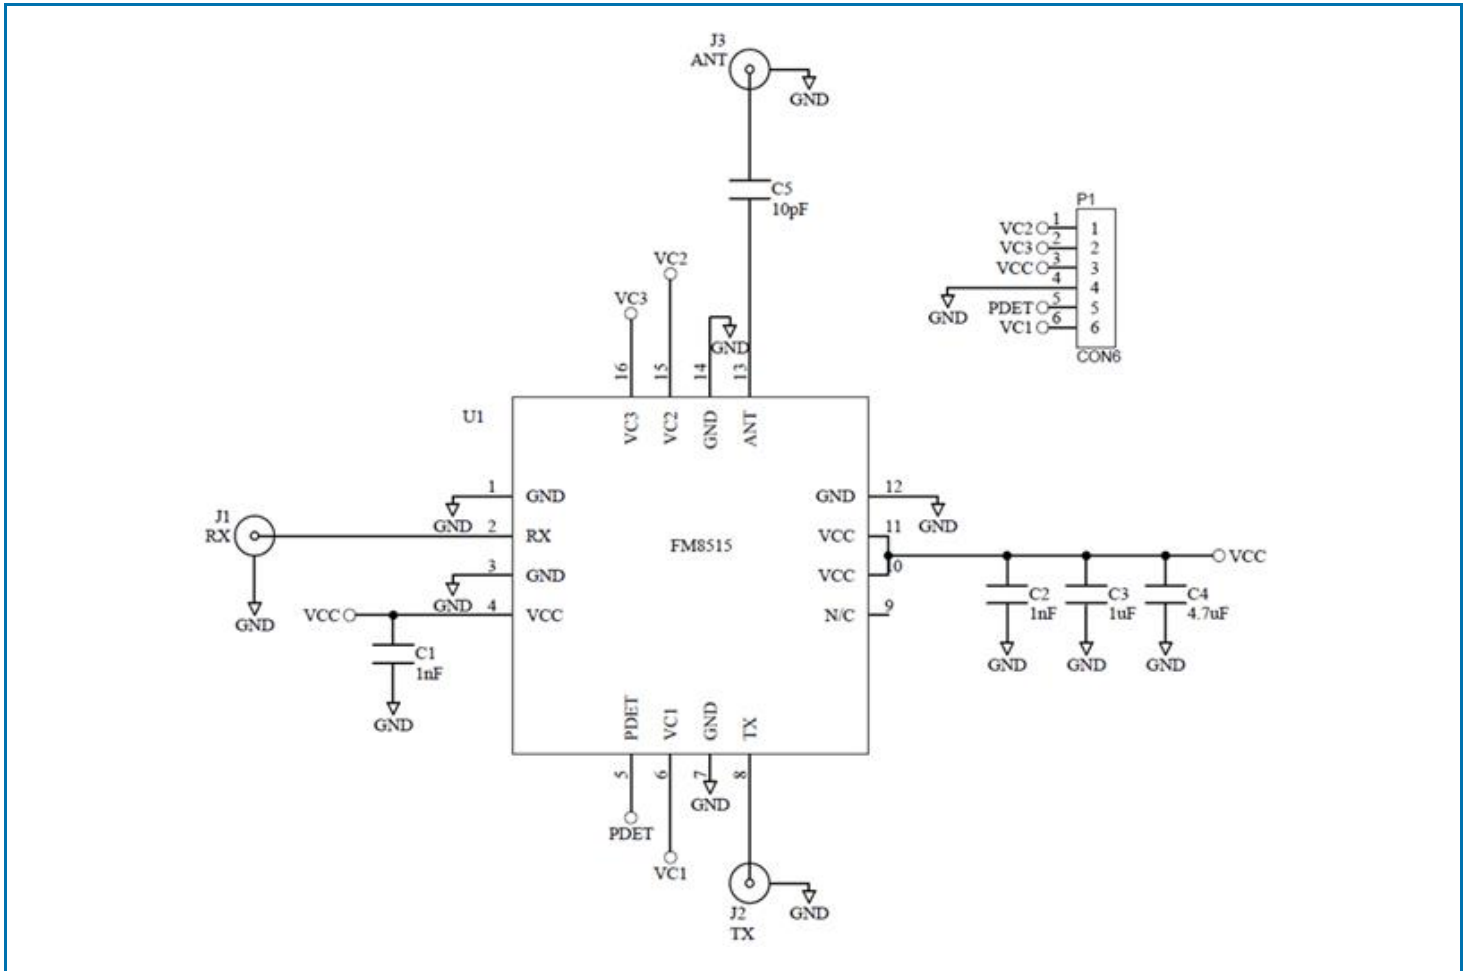 J3
ANT
GND
C5
10pF
P1
VC2 1 1
VC3 2 2
VCC 3 3
4 4
GND
PDET 5 5
VC1 6 6
CON6
VC2
VC3
GND
16 15 14 13
U1
VC3 VC2 GND ANT
1 GND
GND
J1
RX
2 RX
3 GND
GND
VCC 4 VCC
GND
C1
1nF
GND
FM8515
GND 12
GND
VCC 11
VCC 10
N/C 9
VCC
C2
1nF
GND
C3
1uF
GND
C4
4.7uF
GND
PDET VC1 GND TX
5 6 7 8
GND
PDET
VC1
J2
TX
GND